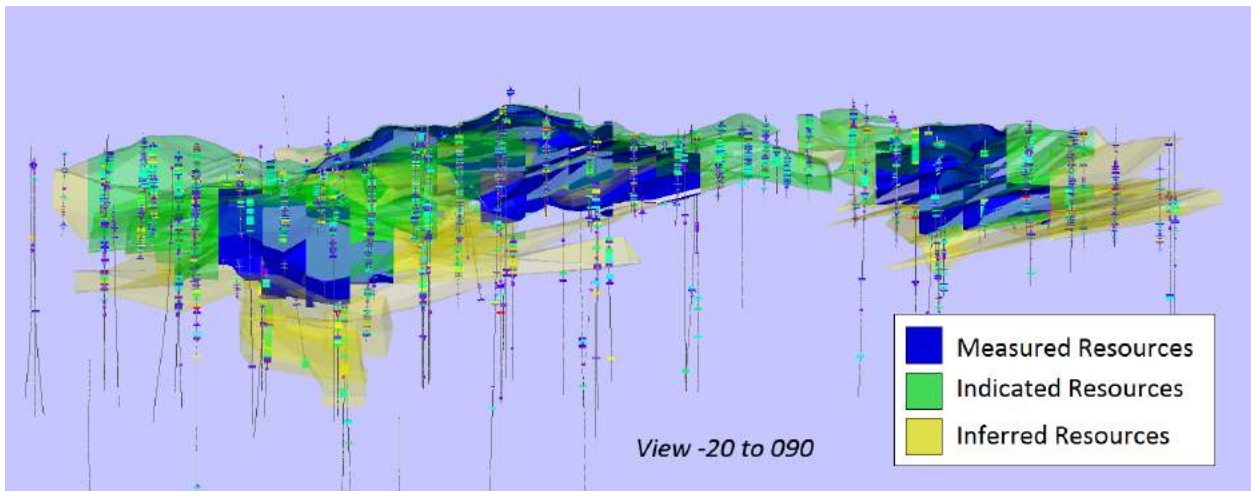 Measured Resources
Indicated Resources
Inferred Resources
View -20 to 090